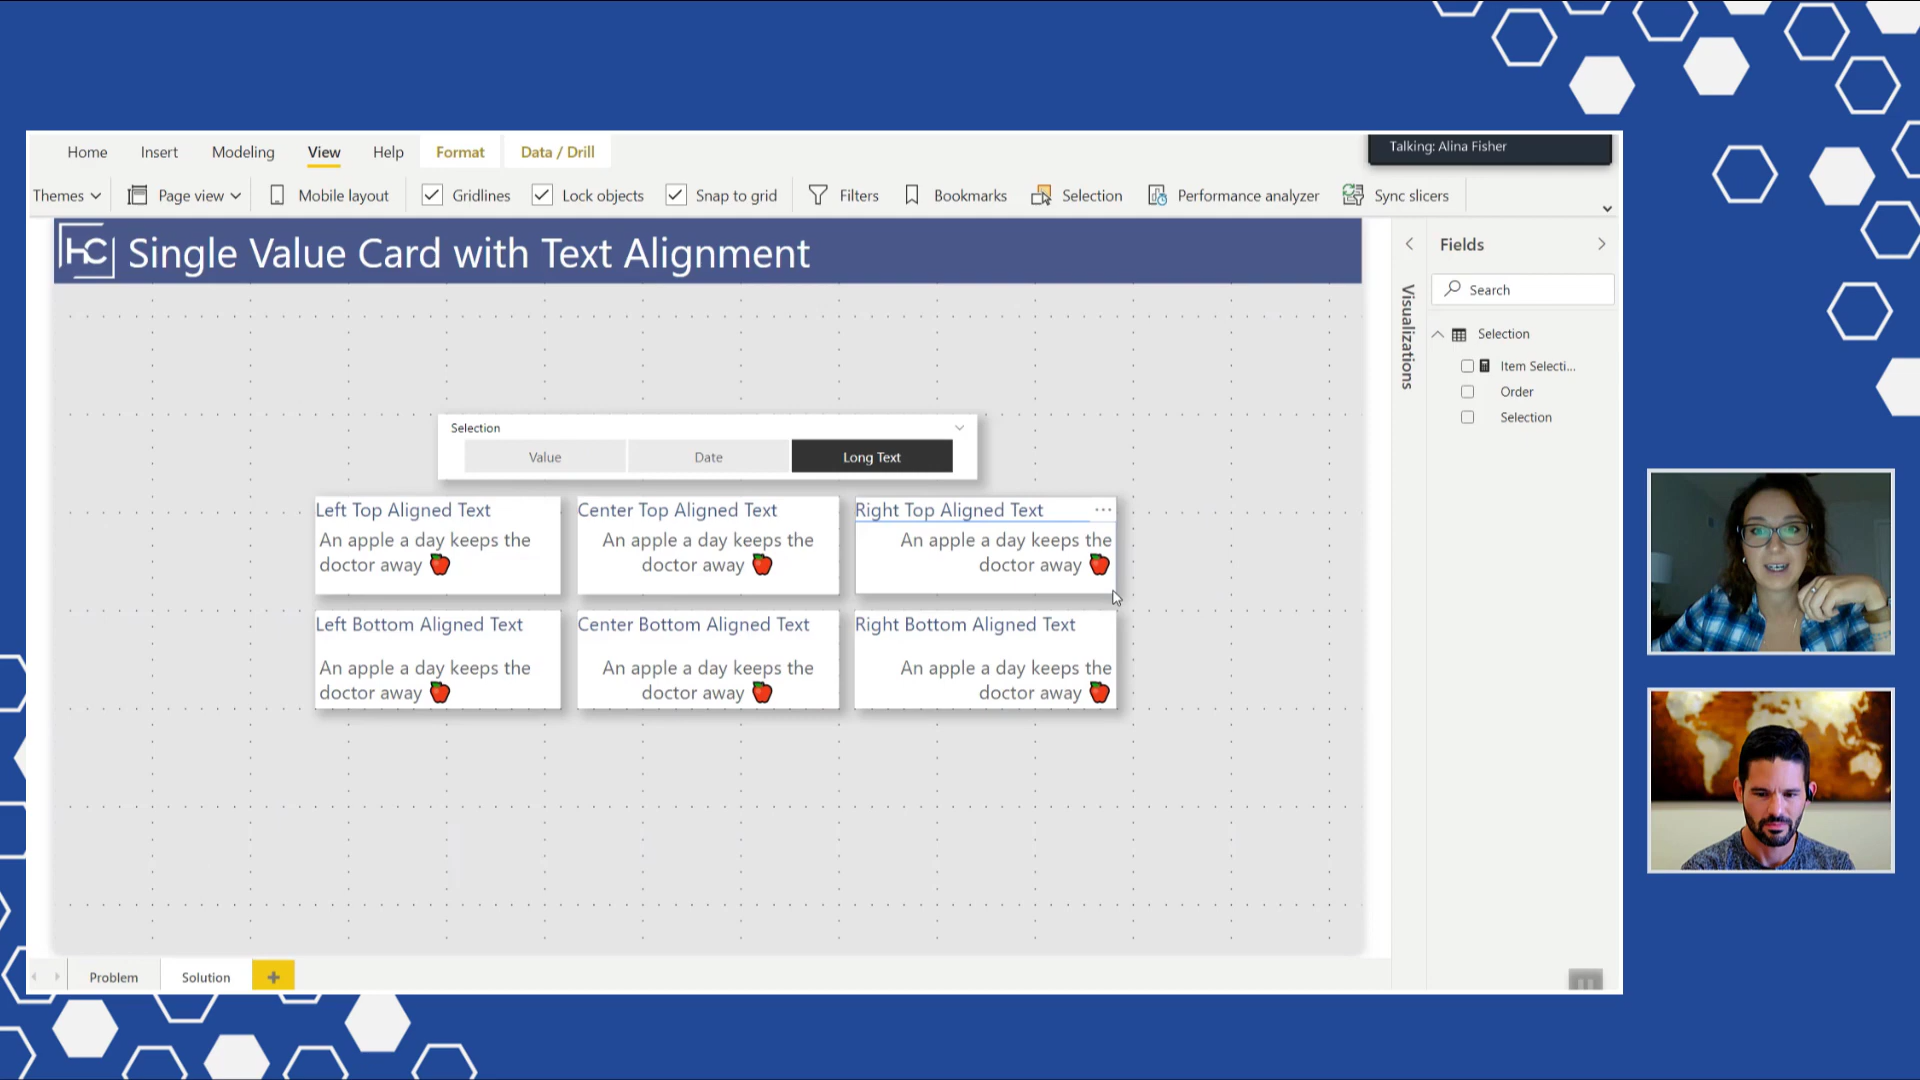 Home Insert Modeling View Help Format Data / Drill
Talking: Alina Fisher
Themes Page view Mobile layout Gridlines Lock objects Snap to grid Filters Bookmarks Selection Performance analyzer Sync slicers
HC Single Value Card with Text Alignment
Visualizations
Fields
Search
Selection
Item Selecti...
Order
Selection
Selection
Value Date Long Text
Left Top Aligned Text
An apple a day keeps the
doctor away 🍎
Center Top Aligned Text
An apple a day keeps the
doctor away 🍎
Right Top Aligned Text
An apple a day keeps the
doctor away 🍎
Left Bottom Aligned Text
An apple a day keeps the
doctor away 🍎
Center Bottom Aligned Text
An apple a day keeps the
doctor away 🍎
Right Bottom Aligned Text
An apple a day keeps the
doctor away 🍎
Problem Solution +